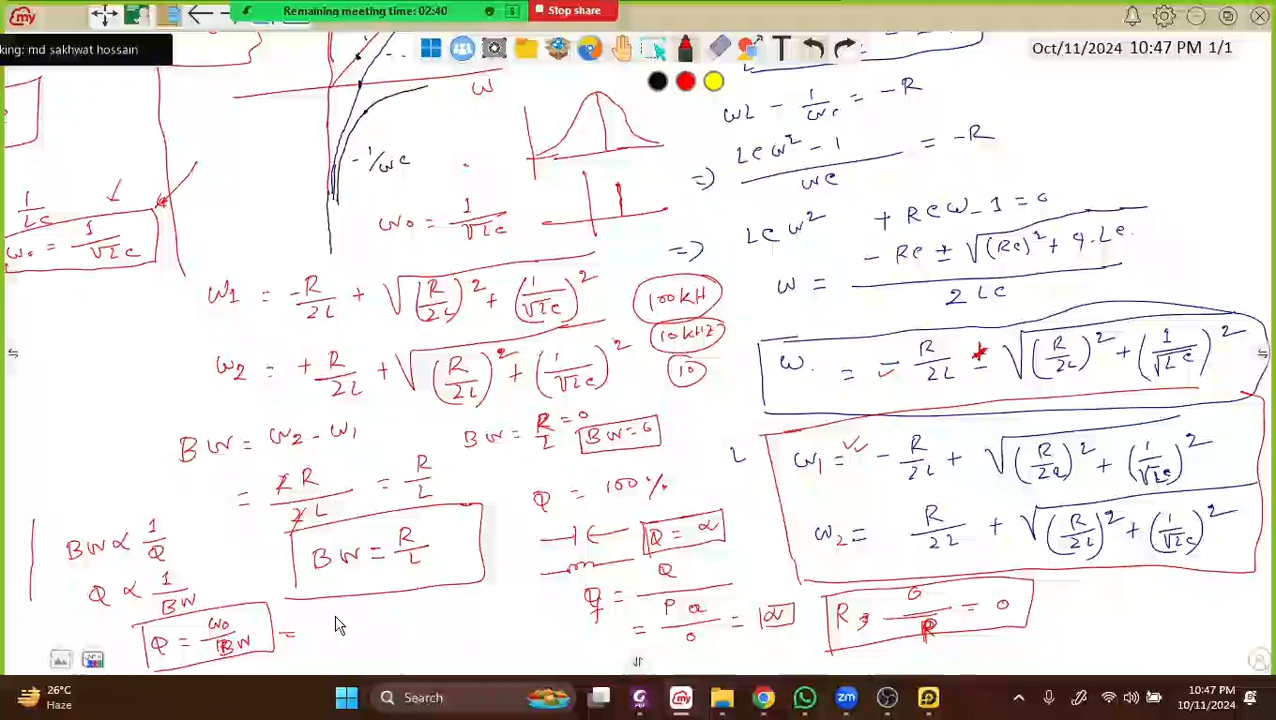 Remaining meeting time: 02:40
Stop share
king: md sakhwat hossain
Oct/11/2024 10:47 PM 1/1
ω
-1/ωc
1/LC
ω₀ = 1/√LC
ω₀ = 1/√LC
ω₁ = -R/2L + √(R/2L)² + (1/√LC)²
100kH
10kHz
10
ω₂ = +R/2L + √(R/2L)² + (1/√LC)²
BW = ω₂ - ω₁
BW = R/L = 0
BW = 0
= 2R/2L = R/L
BW = R/L
Q = 100%
Q = α
Q
= P α/0 = α
BW ∝ 1/Q
Q ∝ 1/BW
Q = ω₀/BW =
ωL - 1/ωc = -R
=> LCω² - 1/ωc = -R
=> LCω² + RCω - 1 = 0
ω = -RC ± √(RC)² + 4.LC/2LC
ω = - R/2L ± √(R/2L)² + (1/√LC)²
ω₁ = - R/2L + √(R/2L)² + (1/√LC)²
ω₂ = R/2L + √(R/2L)² + (1/√LC)²
= 0
26°C
Haze
Search
10:47 PM
10/11/2024